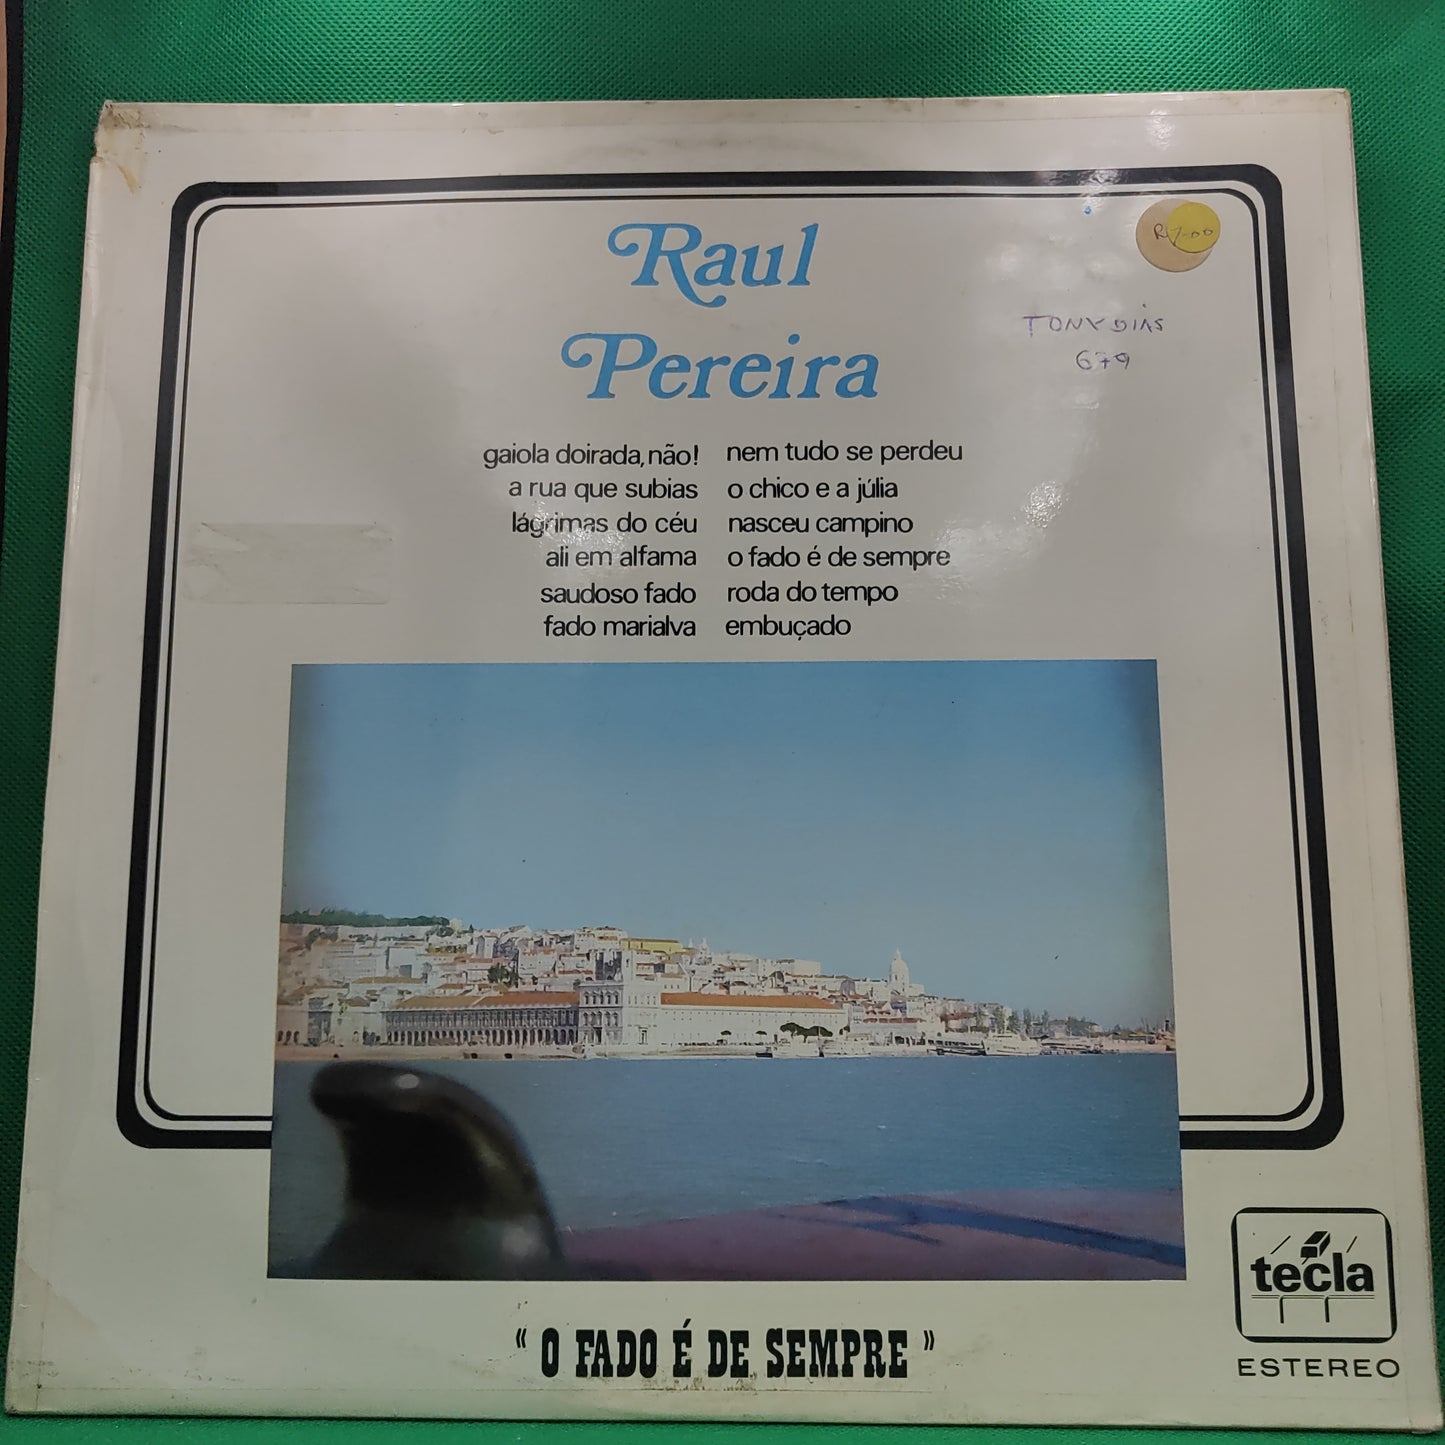 Raul
Pereira
R17-00
TONY DIAS
679
gaiola doirada, não!
a rua que subias
lágrimas do céu
ali em alfama
saudoso fado
fado marialva
nem tudo se perdeu
o chico e a júlia
nasceu campino
o fado é de sempre
roda do tempo
embuçado
tecla
ESTEREO
“ O FADO É DE SEMPRE ”